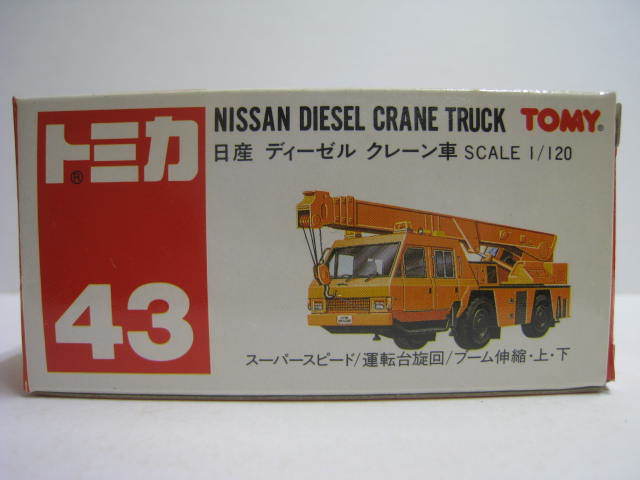 トミカ®
43
NISSAN DIESEL CRANE TRUCK TOMY®
日産 ディーゼル クレーン車 SCALE 1/120
スーパースピード/運転台旋回/ブーム伸縮・上・下